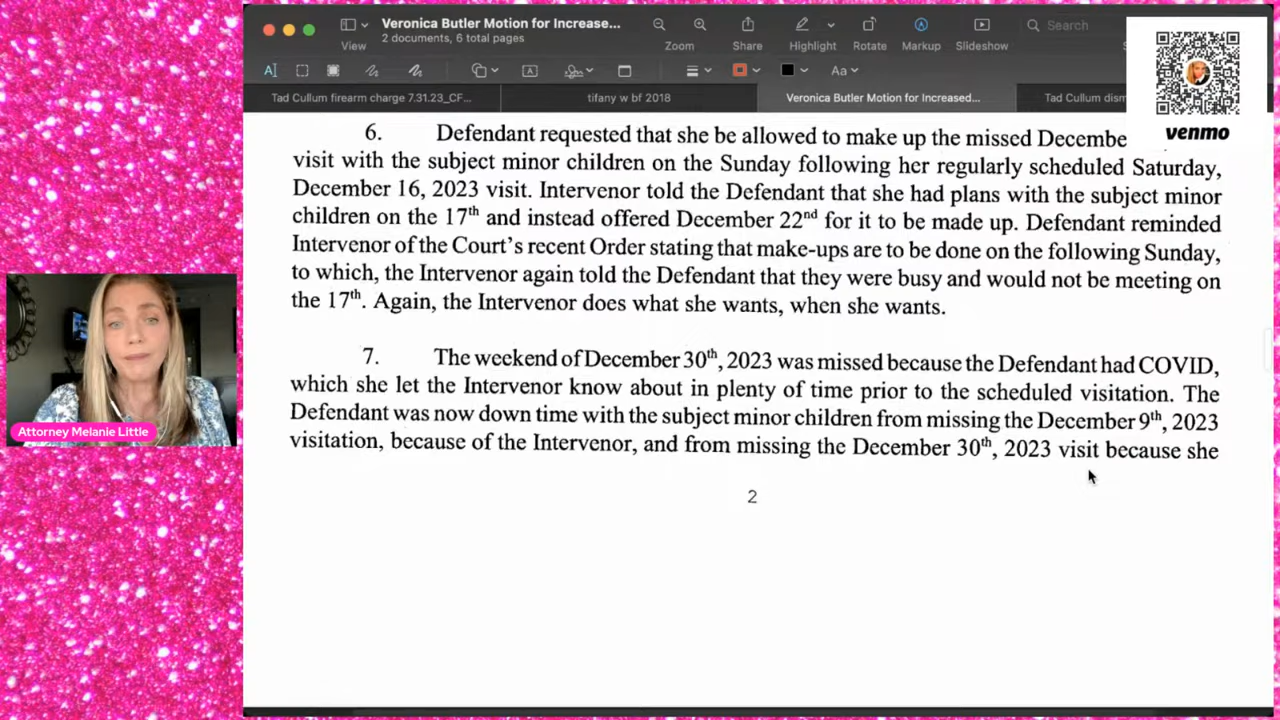 Veronica Butler Motion for Increase...
2 documents, 6 total pages
View
Zoom
Share
Highlight
Rotate
Markup
Slideshow
Search
Aa
Tad Cullum firearm charge 7.31.23_CF...
tifany w bf 2018
Veronica Butler Motion for Increased...
Tad Cullum dism
venmo
6. Defendant requested that she be allowed to make up the missed Decembe
visit with the subject minor children on the Sunday following her regularly scheduled Saturday,
December 16, 2023 visit. Intervenor told the Defendant that she had plans with the subject minor
children on the 17th and instead offered December 22nd for it to be made up. Defendant reminded
Intervenor of the Court's recent Order stating that make-ups are to be done on the following Sunday,
to which, the Intervenor again told the Defendant that they were busy and would not be meeting on
the 17th. Again, the Intervenor does what she wants, when she wants.
7. The weekend of December 30th, 2023 was missed because the Defendant had COVID,
which she let the Intervenor know about in plenty of time prior to the scheduled visitation. The
Defendant was now down time with the subject minor children from missing the December 9th, 2023
visitation, because of the Intervenor, and from missing the December 30th, 2023 visit because she
2
Attorney Melanie Little